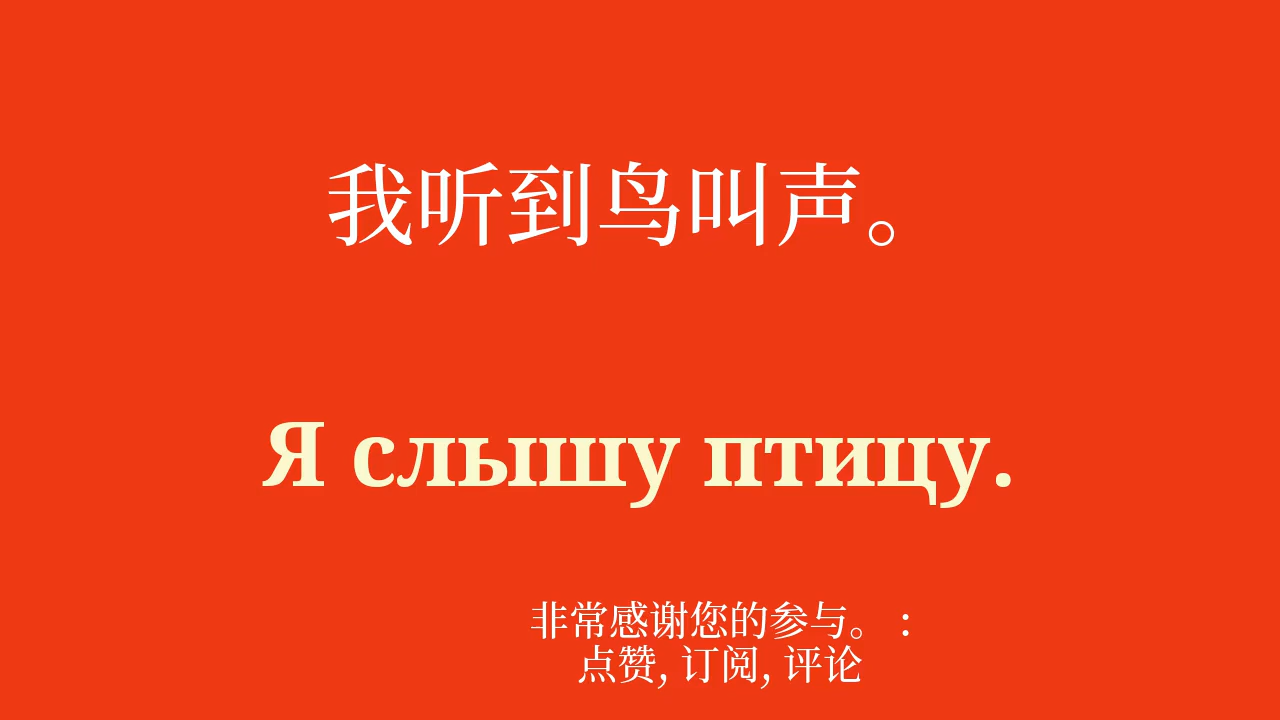 我听到鸟叫声。
Я слышу птицу.
非常感谢您的参与。 :
点赞, 订阅, 评论